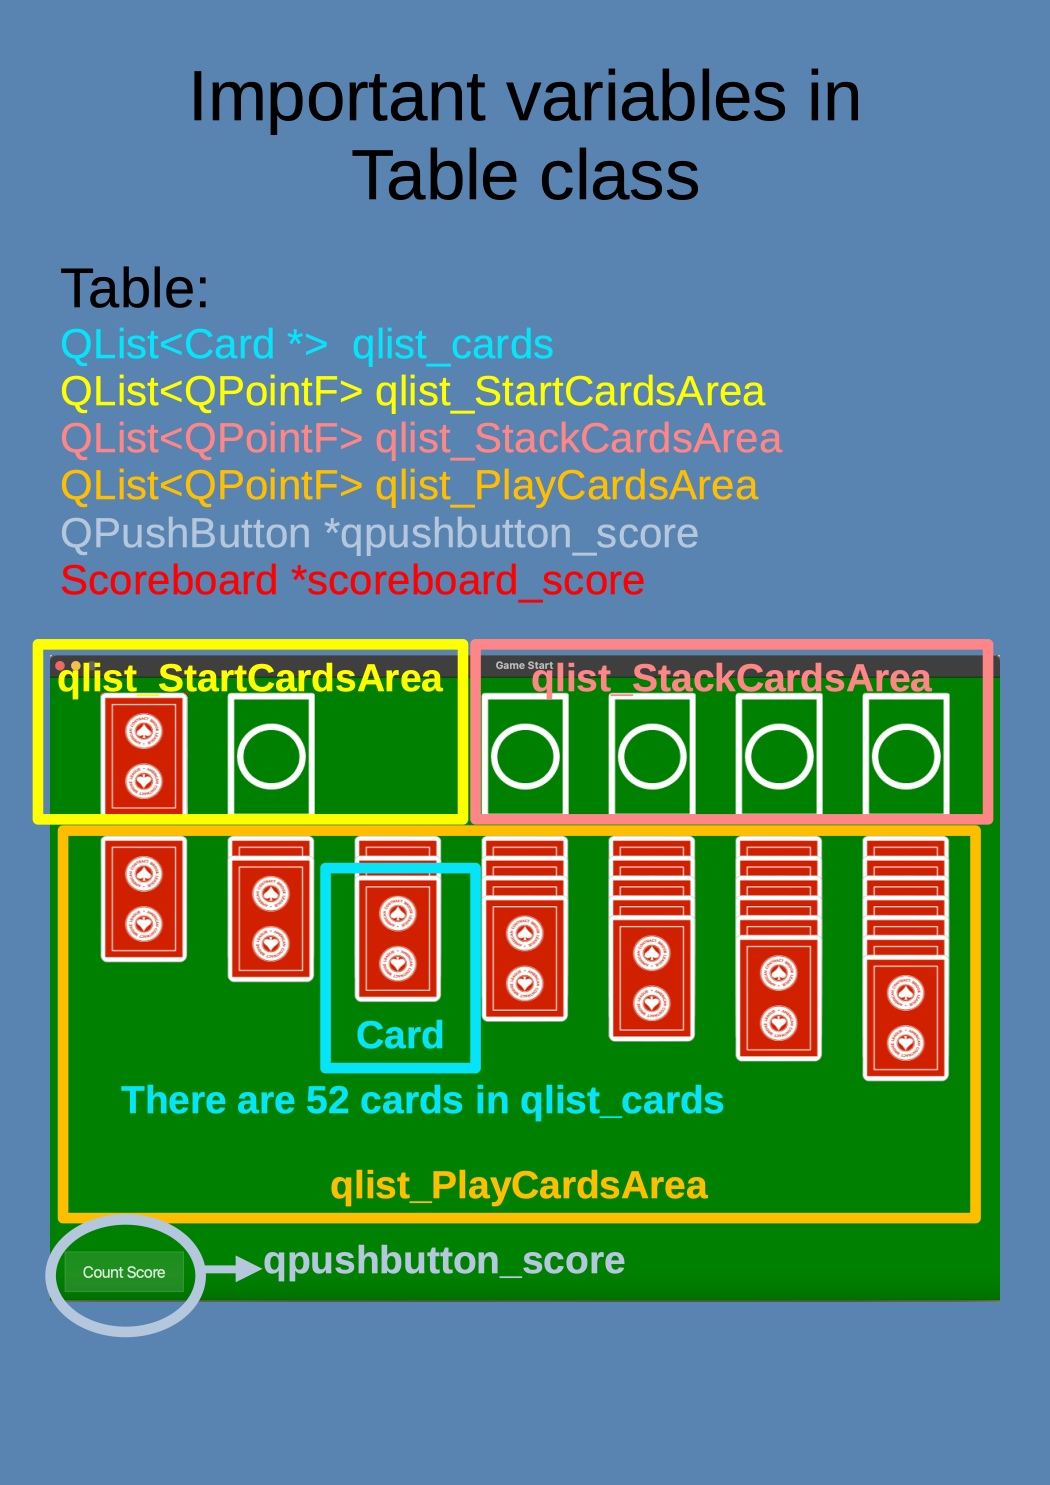 Important variables in
Table class
Table:
QList<Card *>  qlist_cards
QList<QPointF> qlist_StartCardsArea
QList<QPointF> qlist_StackCardsArea
QList<QPointF> qlist_PlayCardsArea
QPushButton *qpushbutton_score
Scoreboard *scoreboard_score
Game Start
qlist_StartCardsArea
qlist_StackCardsArea
Card
There are 52 cards in qlist_cards
qlist_PlayCardsArea
Count Score
qpushbutton_score